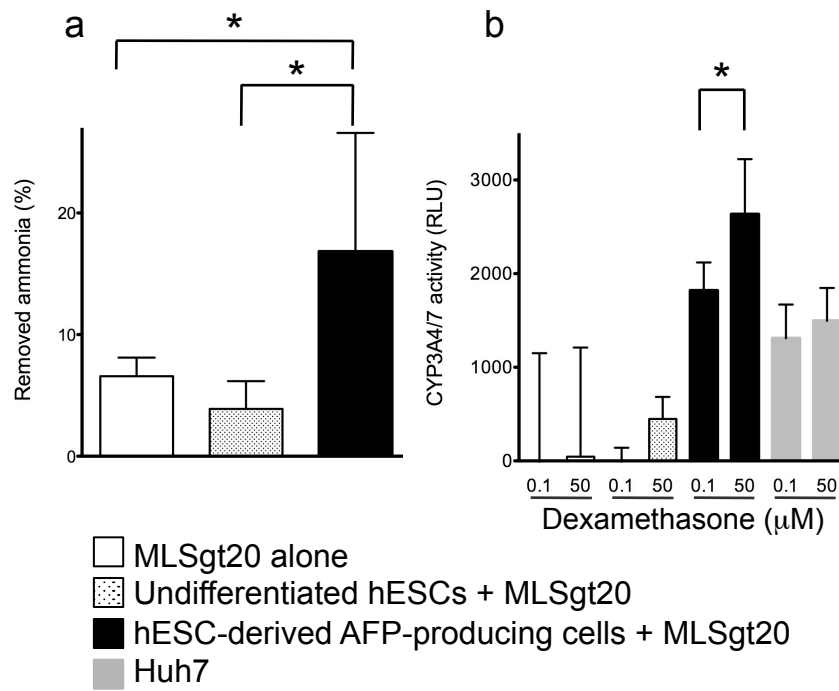 a
b
*
*
*
Removed ammonia (%)
20
10
0
CYP3A4/7 activity (RLU)
3000
2000
1000
0
0.1 50 0.1 50 0.1 50 0.1 50
Dexamethasone (μM)
MLSgt20 alone
Undifferentiated hESCs + MLSgt20
hESC-derived AFP-producing cells + MLSgt20
Huh7